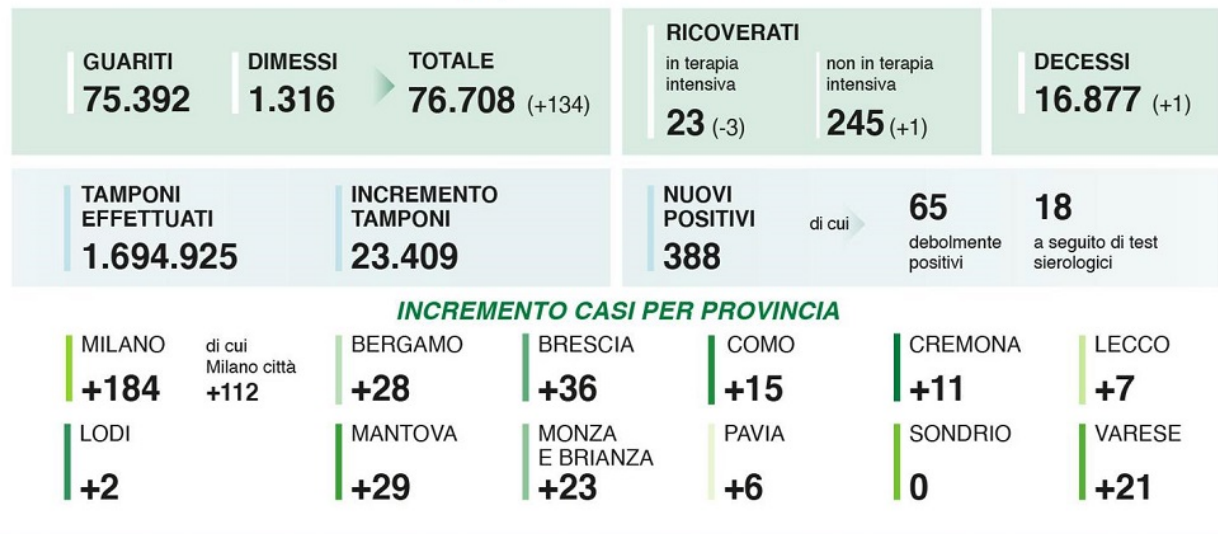 GUARITI
75.392
DIMESSI
1.316
TOTALE
76.708 (+134)
RICOVERATI
in terapia
intensiva
23 (-3)
non in terapia
intensiva
245 (+1)
DECESSI
16.877 (+1)
TAMPONI
EFFETTUATI
1.694.925
INCREMENTO
TAMPONI
23.409
NUOVI
POSITIVI
388
di cui
65
debolmente
positivi
18
a seguito di test
sierologici
INCREMENTO CASI PER PROVINCIA
MILANO
+184
di cui
Milano città
+112
BERGAMO
+28
BRESCIA
+36
COMO
+15
CREMONA
+11
LECCO
+7
LODI
+2
MANTOVA
+29
MONZA
E BRIANZA
+23
PAVIA
+6
SONDRIO
0
VARESE
+21